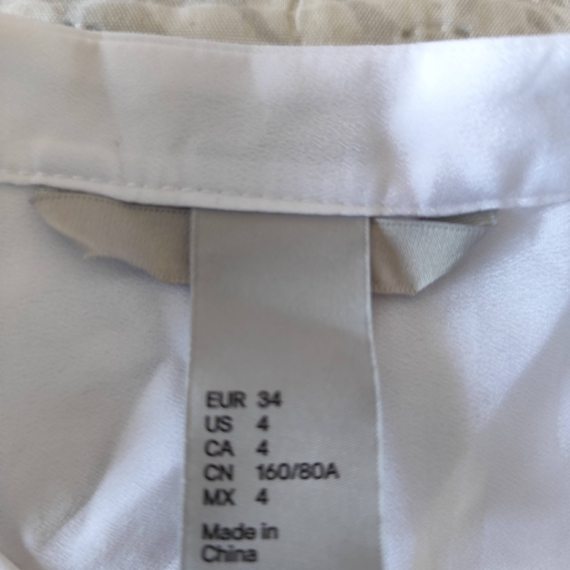 EUR 34
US 4
CA 4
CN 160/80A
MX 4
Made in
China